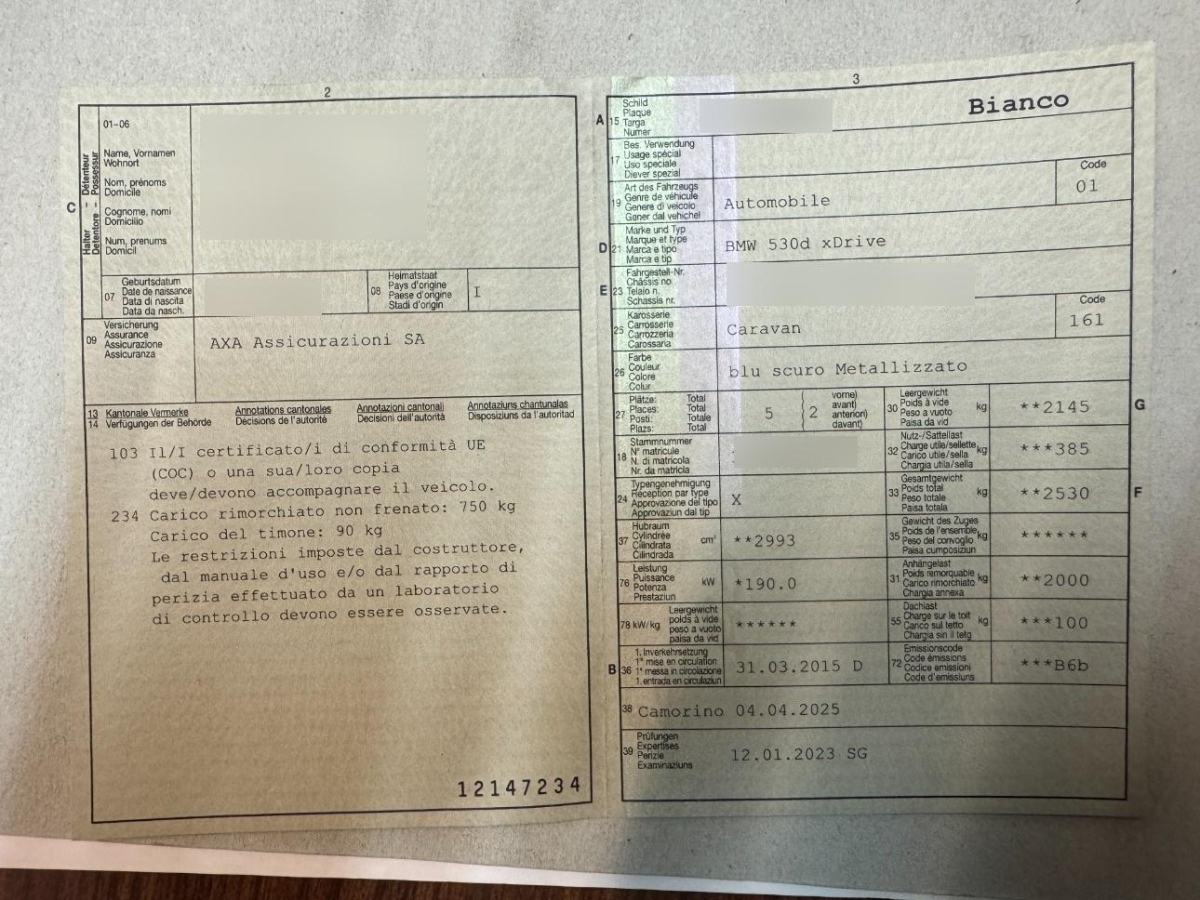 2
01-06
Halter - Détenteur
Detentore - Possessur
C
Name, Vornamen
Wohnort
Nom, prénoms
Domicile
Cognome, nomi
Domicilio
Num, prenums
Domicil
07
Geburtsdatum
Date de naissance
Data di nascita
Data da nasch.
08
Heimatstaat
Pays d'origine
Paese d'origine
Stadi d'origin
I
09
Versicherung
Assurance
Assicurazione
Assicuranza
AXA Assicurazioni SA
13 Kantonale Vermerke
14 Verfügungen der Behörde
Annotations cantonales
Décisions de l'autorité
Annotazioni cantonali
Decisioni dell'autorità
Annotaziuns chantunales
Disposiziuns da l'autoritad
103 Il/I certificato/i di conformità UE
(COC) o una sua/loro copia
deve/devono accompagnare il veicolo.
234 Carico rimorchiato non frenato: 750 kg
Carico del timone: 90 kg
Le restrizioni imposte dal costruttore,
dal manuale d'uso e/o dal rapporto di
perizia effettuato da un laboratorio
di controllo devono essere osservate.
12147234
3
A
15
Schild
Plaque
Targa
Numer
Bianco
17
Bes. Verwendung
Usage spécial
Uso speciale
Diever spezial
19
Art des Fahrzeugs
Genre de véhicule
Genere di veicolo
Gener dal vehichel
Automobile
Code
01
D
21
Marke und Typ
Marque et type
Marca e tipo
Marca e tip
BMW 530d xDrive
E
23
Fahrgestell-Nr.
Châssis no
Telaio n.
Schassis nr.
25
Karosserie
Carrosserie
Carrozzeria
Carossaria
Caravan
Code
161
26
Farbe
Couleur
Colore
Colur
blu scuro Metallizzato
27
Plätze: Total
Places: Total
Posti: Totale
Plazs: Total
5
2
vorne)
avant)
anteriori)
davant)
30
Leergewicht
Poids à vide
Peso a vuoto
Paisa da vid
kg
**2145
G
18
Stammnummer
N° matricule
N. di matricola
Nr. da matricla
32
Nutz-/Sattellast
Charge utile/sellette
Carico utile/sella
Chargia utila/sella
kg
***385
24
Typengenehmigung
Réception par type
Approvazione del tipo
Approvaziun dal tip
X
33
Gesamtgewicht
Poids total
Peso totale
Paisa totala
kg
**2530
F
37
Hubraum
Cylindrée
Cilindrata
Cilindrada
cm³
**2993
35
Gewicht des Zuges
Poids de l'ensemble
Peso del convoglio
Paisa cumposiziun
kg
******
76
Leistung
Puissance
Potenza
Prestaziun
kW
*190.0
31
Anhängelast
Poids remorquable
Carico rimorchiato
Chargia annexa
kg
**2000
78 kW/kg
Leergewicht
poids à vide
peso a vuoto
paisa da vid
******
55
Dachlast
Charge sur le toit
Carico sul tetto
Chargia sin il tetg
kg
***100
B
36
1. Inverkehrsetzung
1re mise en circulation
1a messa in circolazione
1. entrada en circulaziun
31.03.2015 D
72
Emissionscode
Code émissions
Codice emissioni
Code d'emissiuns
***B6b
38 Camorino 04.04.2025
39
Prüfungen
Expertises
Perizie
Examinaziuns
12.01.2023 SG